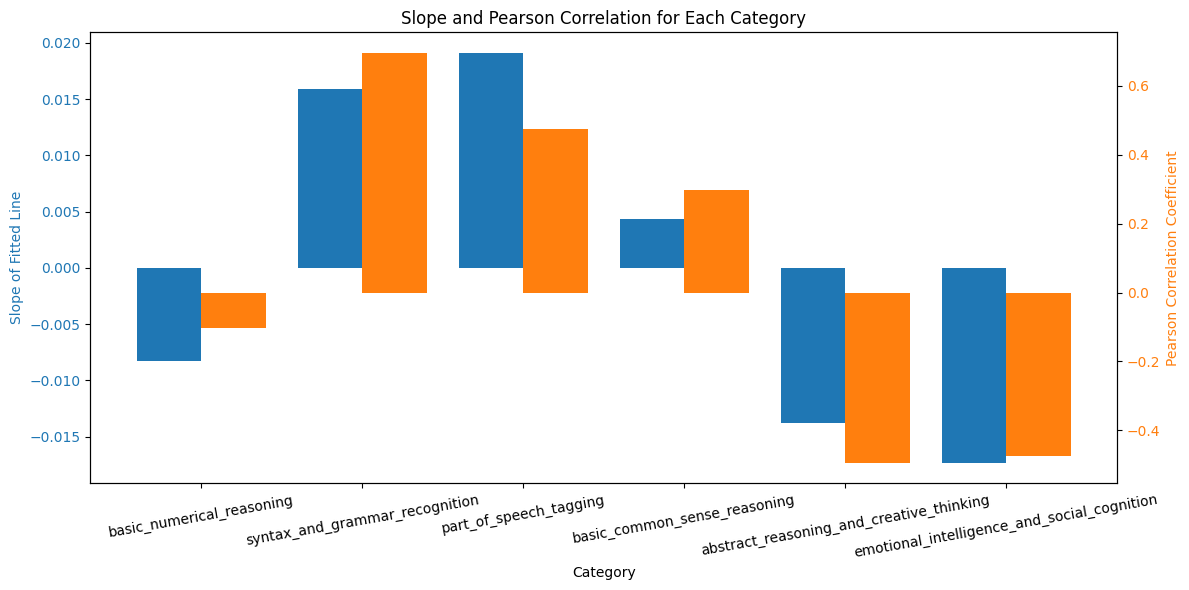 Slope and Pearson Correlation for Each Category
Slope of Fitted Line
0.020
0.015
0.010
0.005
0.000
−0.005
−0.010
−0.015
0.6
0.4
0.2
0.0
−0.2
−0.4
Pearson Correlation Coefficient
basic_numerical_reasoning
syntax_and_grammar_recognition
part_of_speech_tagging
basic_common_sense_reasoning
abstract_reasoning_and_creative_thinking
emotional_intelligence_and_social_cognition
Category